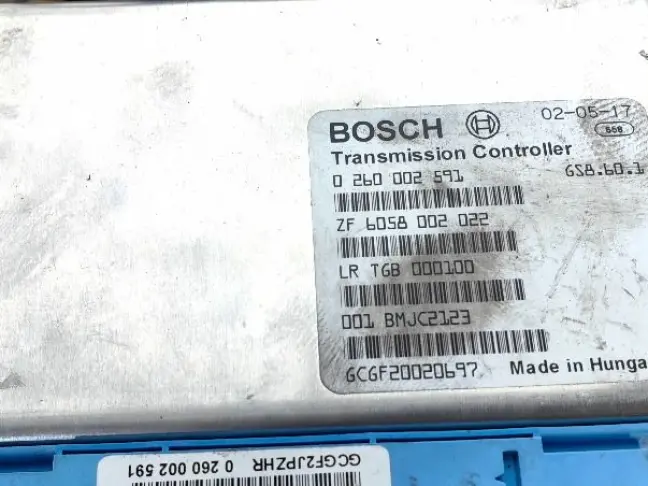 BOSCH 02-05-17
568
Transmission Controller
0 260 002 591 GS8.60.1
ZF 6058 002 022
LR TGB 000100
001 BMJC2123
GCGF20020697 Made in Hunga
GCGF2JPZHR 0 260 002 591